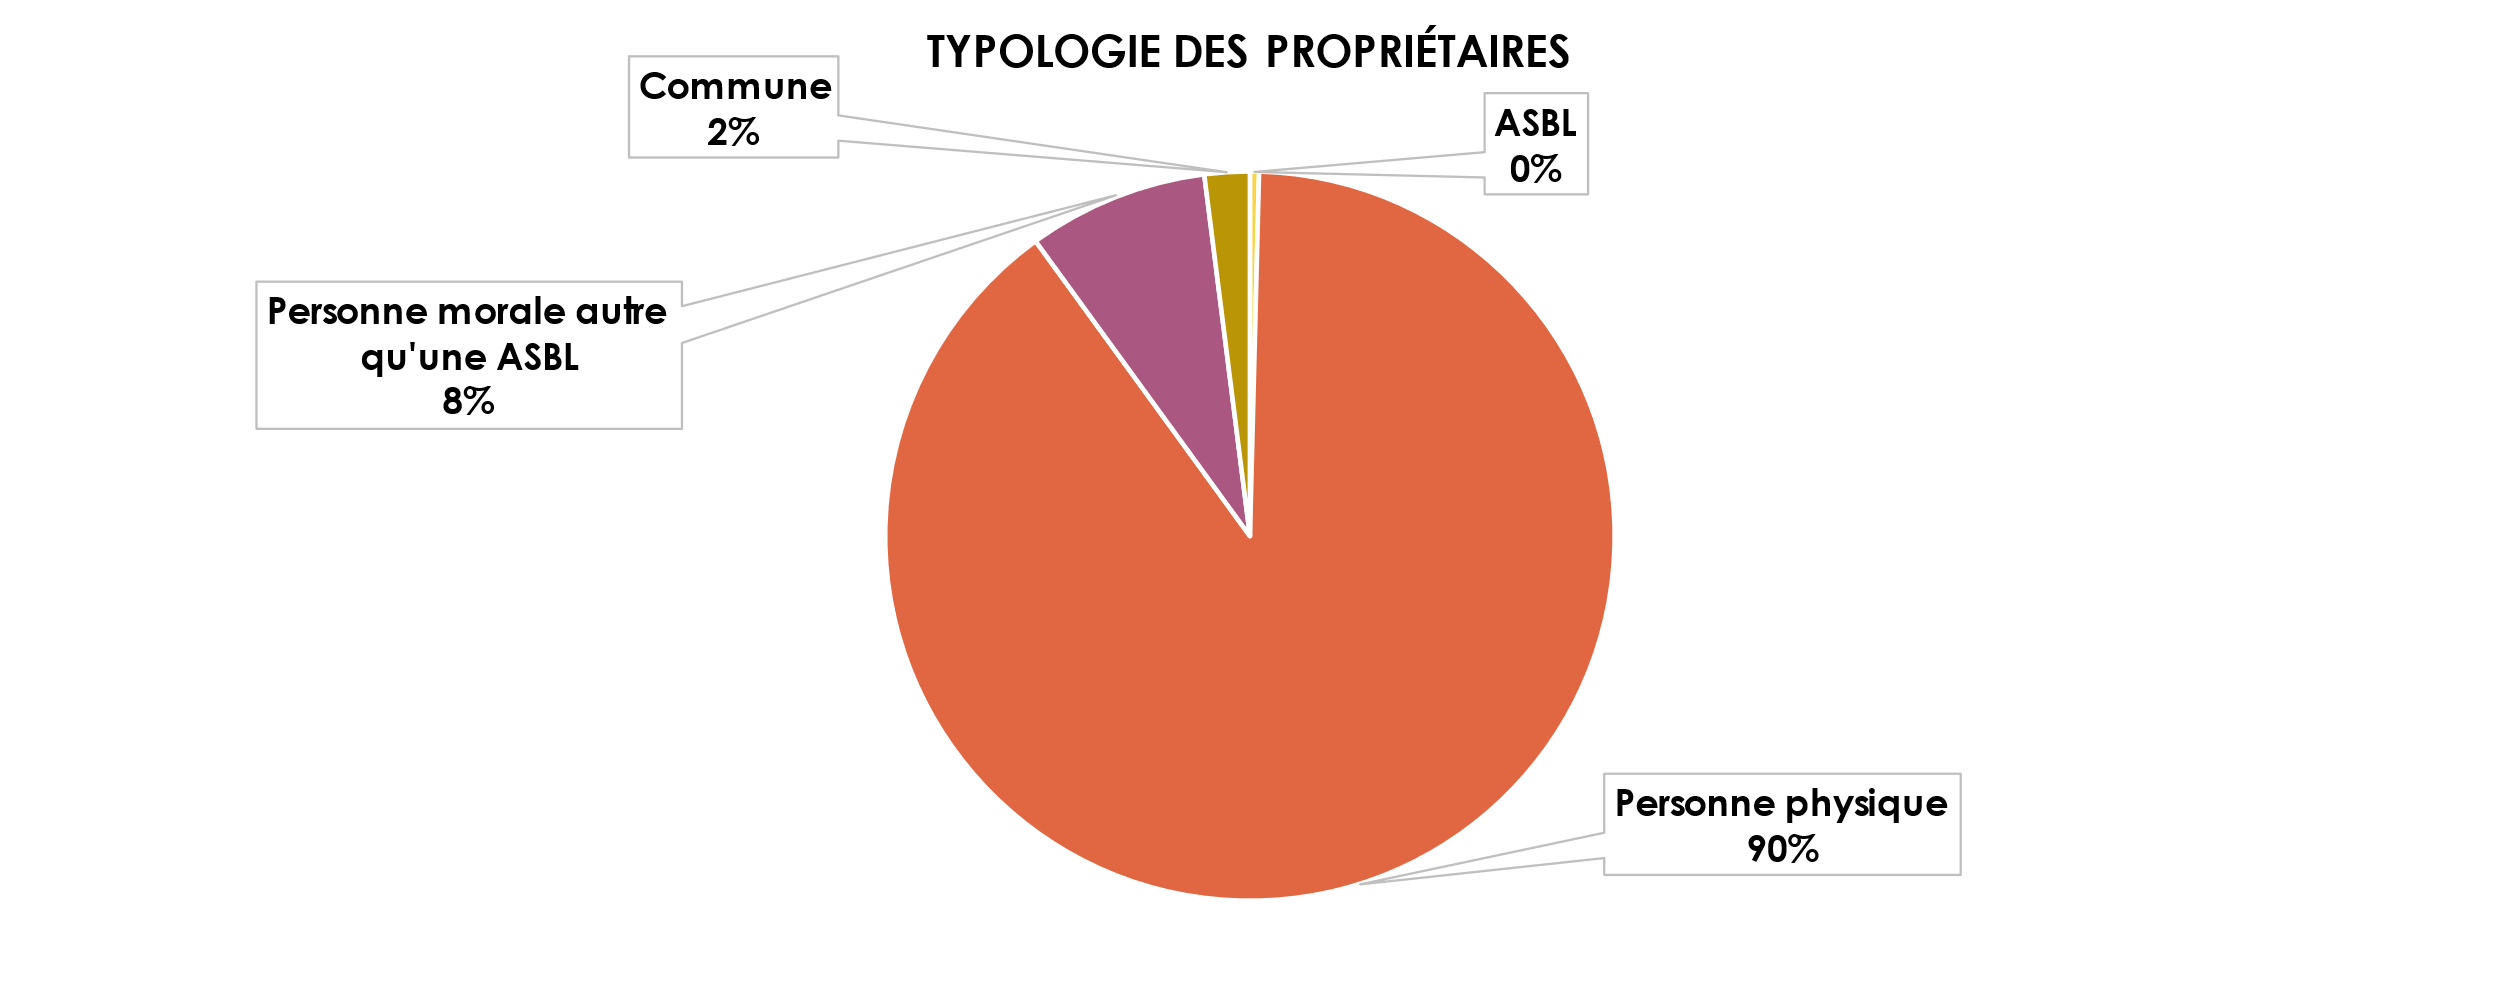 TYPOLOGIE DES PROPRIÉTAIRES
Commune
2%
ASBL
0%
Personne morale autre
qu'une ASBL
8%
Personne physique
90%